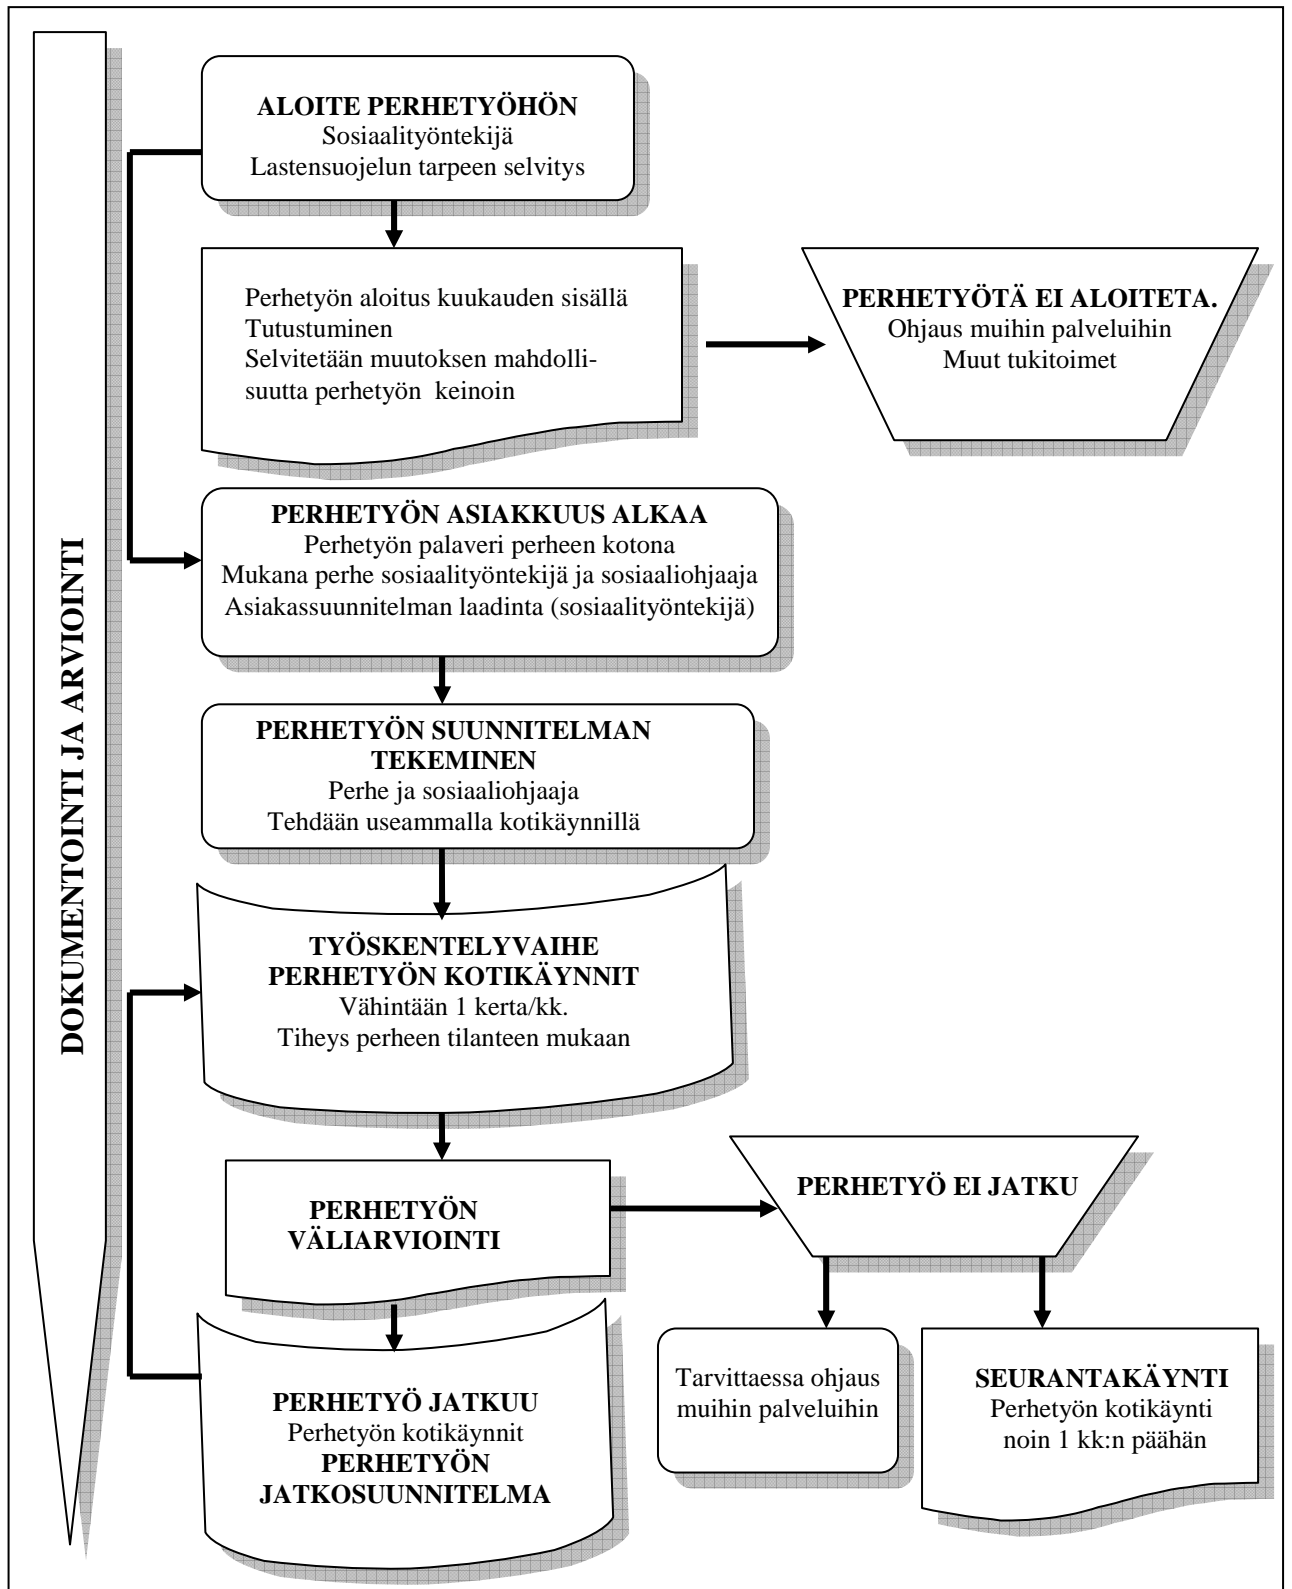 DOKUMENTOINTI JA ARVIOINTI
ALOITE PERHETYÖHÖN
Sosiaalityöntekijä
Lastensuojelun tarpeen selvitys
Perhetyön aloitus kuukauden sisällä
Tutustuminen
Selvitetään muutoksen mahdolli-
suutta perhetyön keinoin
PERHETYÖTÄ EI ALOITETA.
Ohjaus muihin palveluihin
Muut tukitoimet
PERHETYÖN ASIAKKUUS ALKAA
Perhetyön palaveri perheen kotona
Mukana perhe sosiaalityöntekijä ja sosiaaliohjaaja
Asiakassuunnitelman laadinta (sosiaalityöntekijä)
PERHETYÖN SUUNNITELMAN
TEKEMINEN
Perhe ja sosiaaliohjaaja
Tehdään useammalla kotikäynnillä
TYÖSKENTELYVAIHE
PERHETYÖN KOTIKÄYNNIT
Vähintään 1 kerta/kk.
Tiheys perheen tilanteen mukaan
PERHETYÖN
VÄLIARVIOINTI
PERHETYÖ EI JATKU
PERHETYÖ JATKUU
Perhetyön kotikäynnit
PERHETYÖN
JATKOSUUNNITELMA
Tarvittaessa ohjaus
muihin palveluihin
SEURANTAKÄYNTI
Perhetyön kotikäynti
noin 1 kk:n päähän